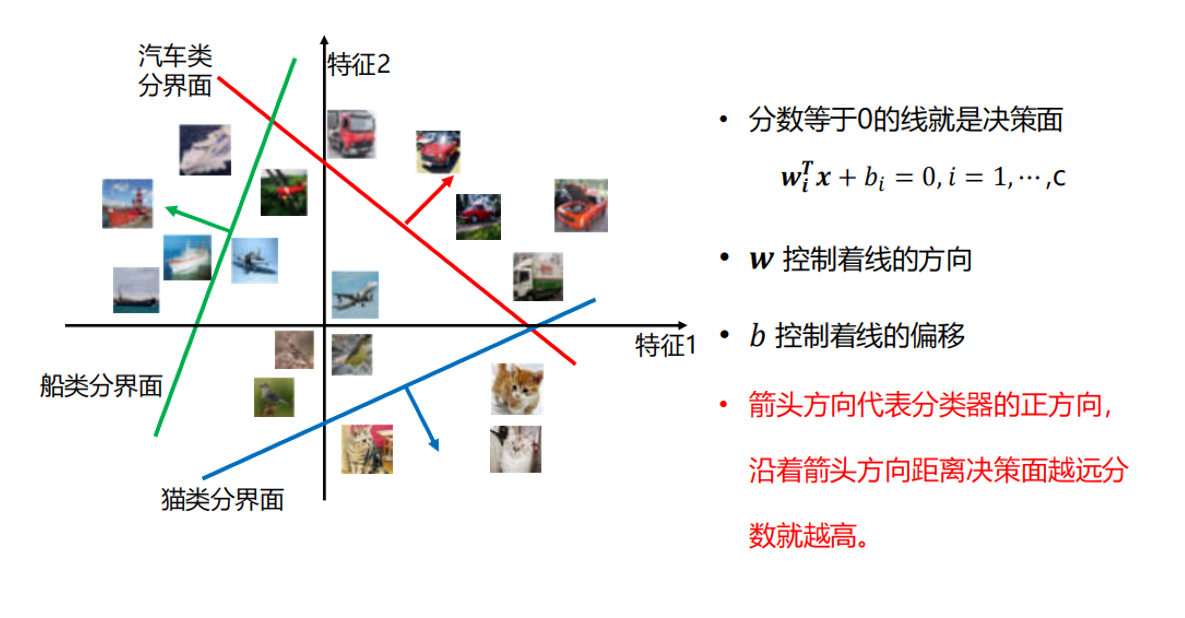 汽车类
分界面
特征2
特征1
船类分界面
猫类分界面
• 分数等于0的线就是决策面
𝒘ᵢᵀ𝒙 + bᵢ = 0, i = 1, ⋯ ,c
• 𝒘 控制着线的方向
• b 控制着线的偏移
• 箭头方向代表分类器的正方向，
沿着箭头方向距离决策面越远分
数就越高。